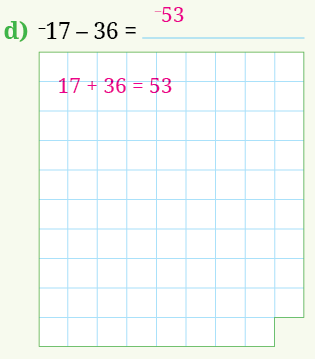 d) ⁻17 – 36 = ⁻53
17 + 36 = 53